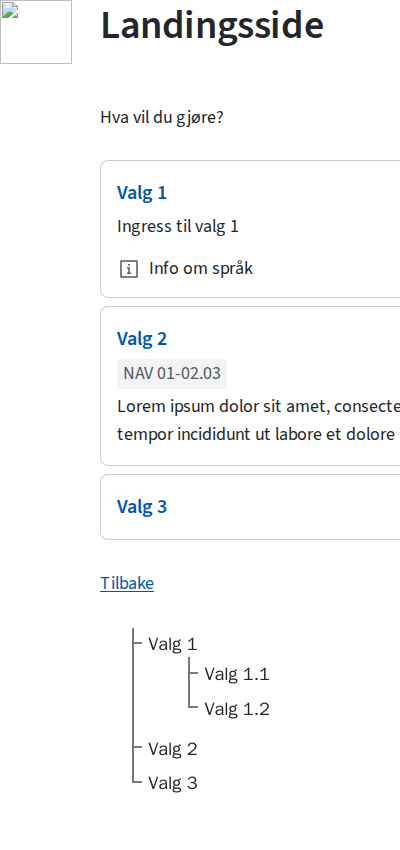 Landingsside
Hva vil du gjøre?
Valg 1
Ingress til valg 1
Info om språk
Valg 2
NAV 01-02.03
Lorem ipsum dolor sit amet, consecte
tempor incididunt ut labore et dolore
Valg 3
Tilbake
Valg 1
Valg 1.1
Valg 1.2
Valg 2
Valg 3